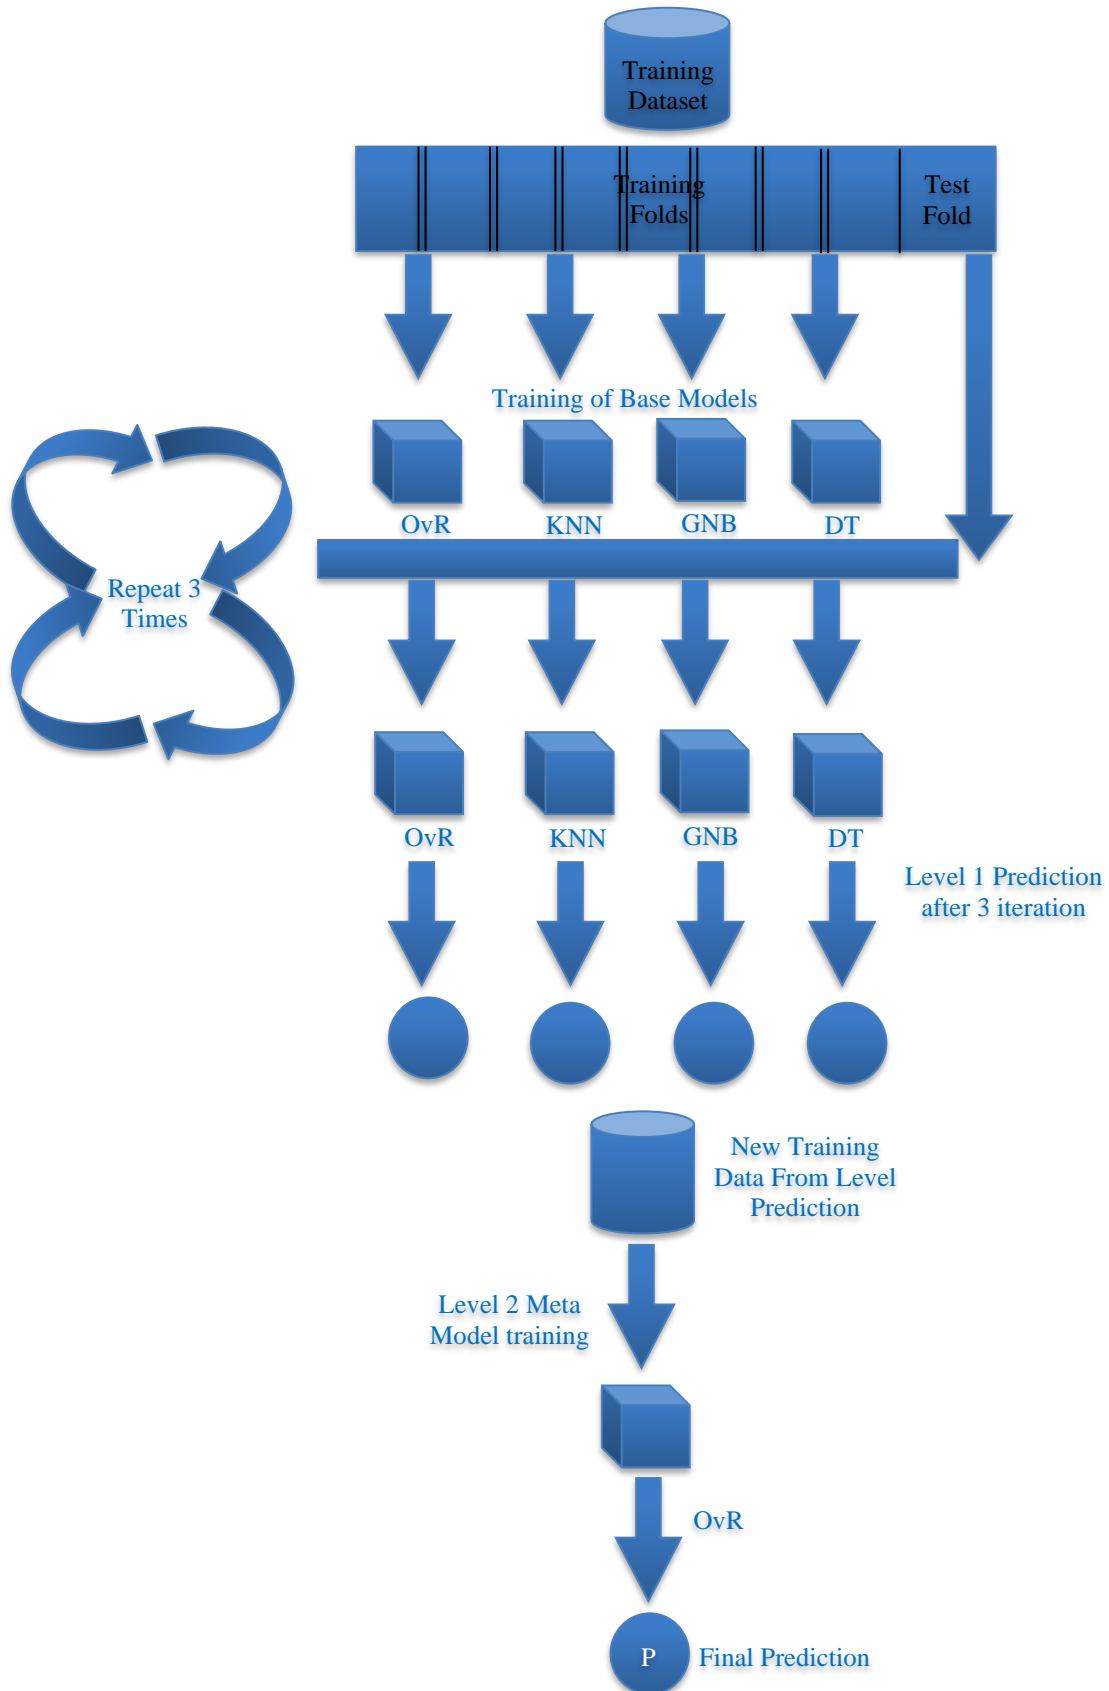 Training
Dataset
Training
Folds
Test
Fold
Training of Base Models
OvR
KNN
GNB
DT
Repeat 3
Times
OvR
KNN
GNB
DT
Level 1 Prediction
after 3 iteration
New Training
Data From Level
Prediction
Level 2 Meta
Model training
OvR
P
Final Prediction